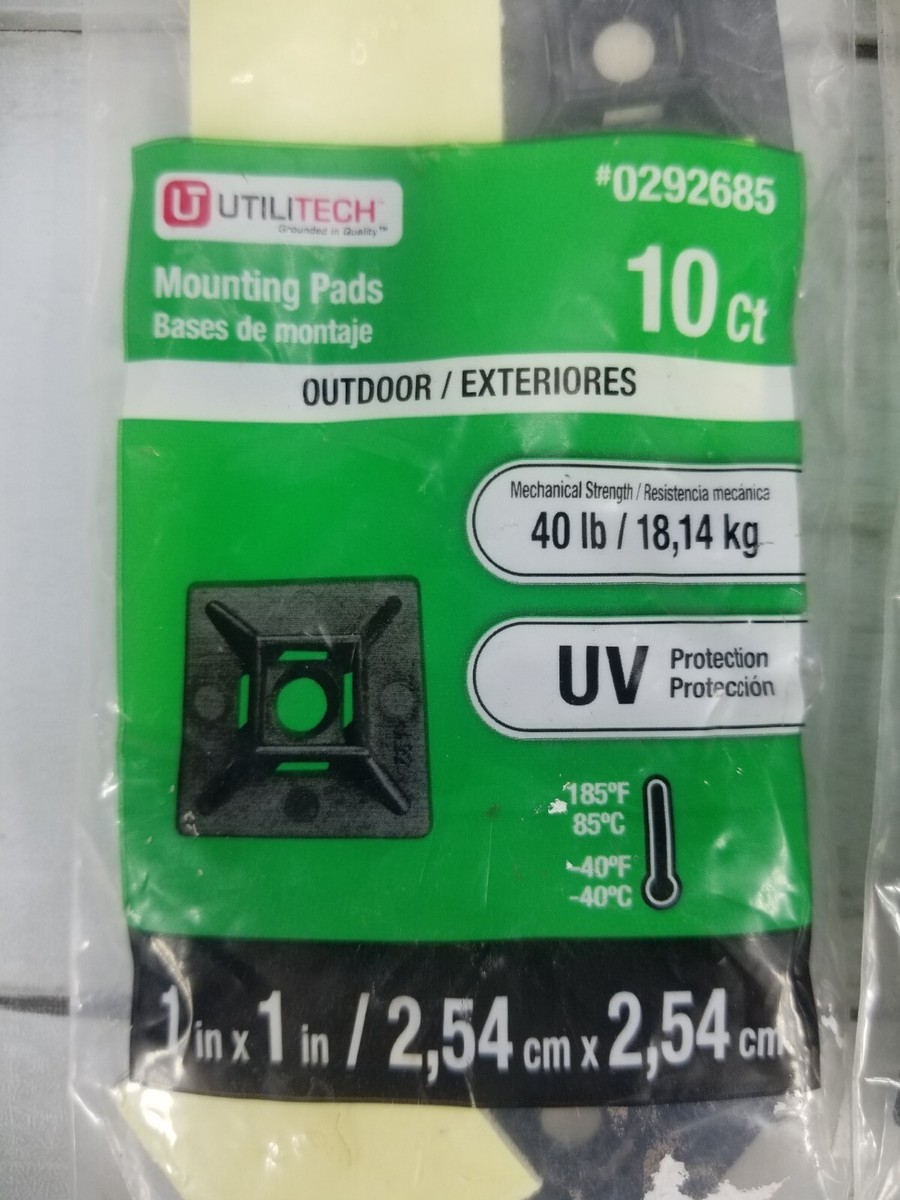 UTILITECH™
Grounded in Quality™
#0292685
Mounting Pads
Bases de montaje
10 Ct
OUTDOOR / EXTERIORES
Mechanical Strength / Resistencia mecánica
40 lb / 18,14 kg
UV Protection
Protección
185ºF
85ºC
-40ºF
-40ºC
1 in x 1 in / 2,54 cm x 2,54 cm